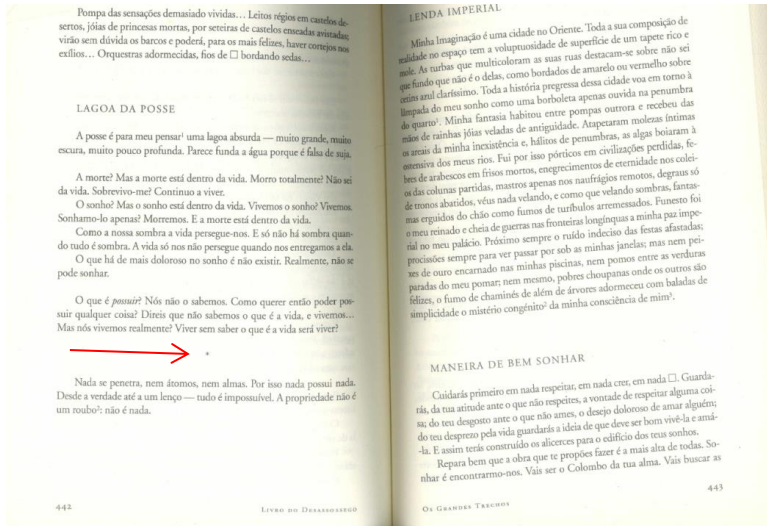 Pompa das sensações demasiado vividas... Leitos régios em castelos de-
sertos, jóias de princesas mortas, por seteiras de castelos enseadas avistadas;
virão sem dúvida os barcos e poderá, para os mais felizes, haver cortejos nos
exílios... Orquestras adormecidas, fios de □ bordando sedas...
LAGOA DA POSSE
A posse é para meu pensar¹ uma lagoa absurda — muito grande, muito
escura, muito pouco profunda. Parece funda a água porque é falsa de suja.
A morte? Mas a morte está dentro da vida. Morro totalmente? Não sei
da vida. Sobrevivo-me? Continuo a viver.
O sonho? Mas o sonho está dentro da vida. Vivemos o sonho? Vivemos.
Sonhamo-lo apenas? Morremos. E a morte está dentro da vida.
Como a nossa sombra a vida persegue-nos. E só não há sombra quan-
do tudo é sombra. A vida só nos não persegue quando nos entregamos a ela.
O que há de mais doloroso no sonho é não existir. Realmente, não se
pode sonhar.
O que é possuir? Nós não o sabemos. Como querer então poder pos-
suir qualquer coisa? Direis que não sabemos o que é a vida, e vivemos...
Mas nós vivemos realmente? Viver sem saber o que é a vida será viver?
*
Nada se penetra, nem átomos, nem almas. Por isso nada possui nada.
Desde a verdade até a um lenço — tudo é impossuível. A propriedade não é
um roubo²: não é nada.
442
LIVRO DO DESASSOSSEGO
LENDA IMPERIAL
Minha Imaginação é uma cidade no Oriente. Toda a sua composição de
realidade no espaço tem a voluptuosidade de superfície de um tapete rico e
mole. As turbas que multicoloram as suas ruas destacam-se sobre não sei
que fundo que não é o delas, como bordados de amarelo ou vermelho sobre
cetins azul claríssimo. Toda a história pregressa dessa cidade voa em torno à
lâmpada do meu sonho como uma borboleta apenas ouvida na penumbra
do quarto¹. Minha fantasia habitou entre pompas outrora e recebeu das
mãos de rainhas jóias veladas de antiguidade. Atapetaram molezas íntimas
os areais da minha inexistência e, hálitos de penumbras, as algas boiaram à
ostensiva dos meus rios. Fui por isso pórticos em civilizações perdidas, fe-
bres de arabescos em frisos mortos, enegrecimentos de eternidade nos colei-
os das colunas partidas, mastros apenas nos naufrágios remotos, degraus só
de tronos abatidos, véus nada velando, e como que velando sombras, fantas-
mas erguidos do chão como fumos de turíbulos arremessados. Funesto foi
o meu reinado e cheia de guerras nas fronteiras longínquas a minha paz impe-
rial no meu palácio. Próximo sempre o ruído indeciso das festas afastadas;
procissões sempre para ver passar por sob as minhas janelas; mas nem pei-
xes de ouro encarnado nas minhas piscinas, nem pomos entre as verduras
paradas do meu pomar; nem mesmo, pobres choupanas onde os outros são
felizes, o fumo de chaminés de além de árvores adormeceu com baladas de
simplicidade o mistério congénito² da minha consciência de mim³.
MANEIRA DE BEM SONHAR
Cuidarás primeiro em nada respeitar, em nada crer, em nada □. Guarda-
rás, da tua atitude ante o que não respeites, a vontade de respeitar alguma coi-
sa; do teu desgosto ante o que não ames, o desejo doloroso de amar alguém;
do teu desprezo pela vida guardarás a ideia de que deve ser bom vivê-la e amá-
-la. E assim terás construído os alicerces para o edifício dos teus sonhos.
Repara bem que a obra que te propões fazer é a mais alta de todas. So-
nhar é encontrarmo-nos. Vais ser o Colombo da tua alma. Vais buscar as
443
OS GRANDES TRECHOS